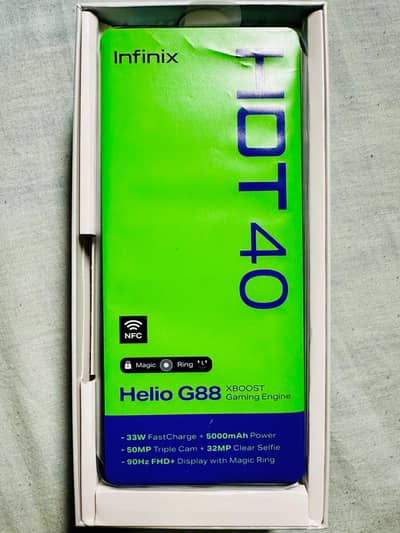 Infinix
HOT 40
NFC
Magic Ring
Helio G88 XBOOST
Gaming Engine
- 33W FastCharge + 5000mAh Power
- 50MP Triple Cam + 32MP Clear Selfie
- 90Hz FHD+ Display with Magic Ring